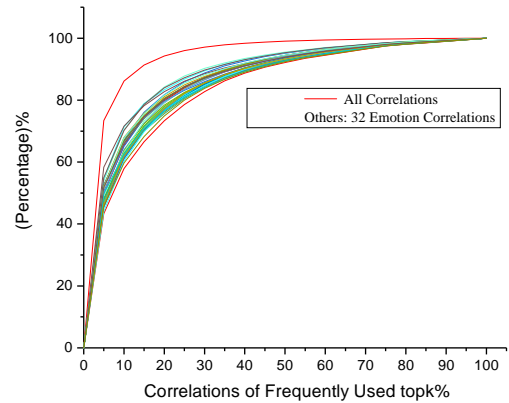 100
80
60
40
20
0
(Percentage)%
All Correlations
Others: 32 Emotion Correlations
0 10 20 30 40 50 60 70 80 90 100
Correlations of Frequently Used topk%